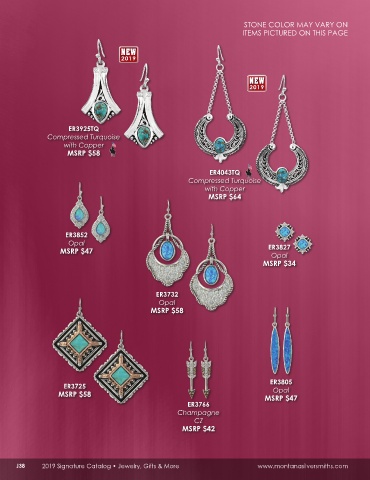 STONE COLOR MAY VARY ON
ITEMS PICTURED ON THIS PAGE
NEW
2019
NEW
2019
ER3925TQ
Compressed Turquoise
with Copper
MSRP $58
ER4043TQ
Compressed Turquoise
with Copper
MSRP $64
ER3852
Opal
MSRP $47
ER3827
Opal
MSRP $34
ER3732
Opal
MSRP $58
ER3725
MSRP $58
ER3805
Opal
MSRP $47
ER3766
Champagne
CZ
MSRP $42
J38 2019 Signature Catalog • Jewelry, Gifts & More www.montanasilversmiths.com